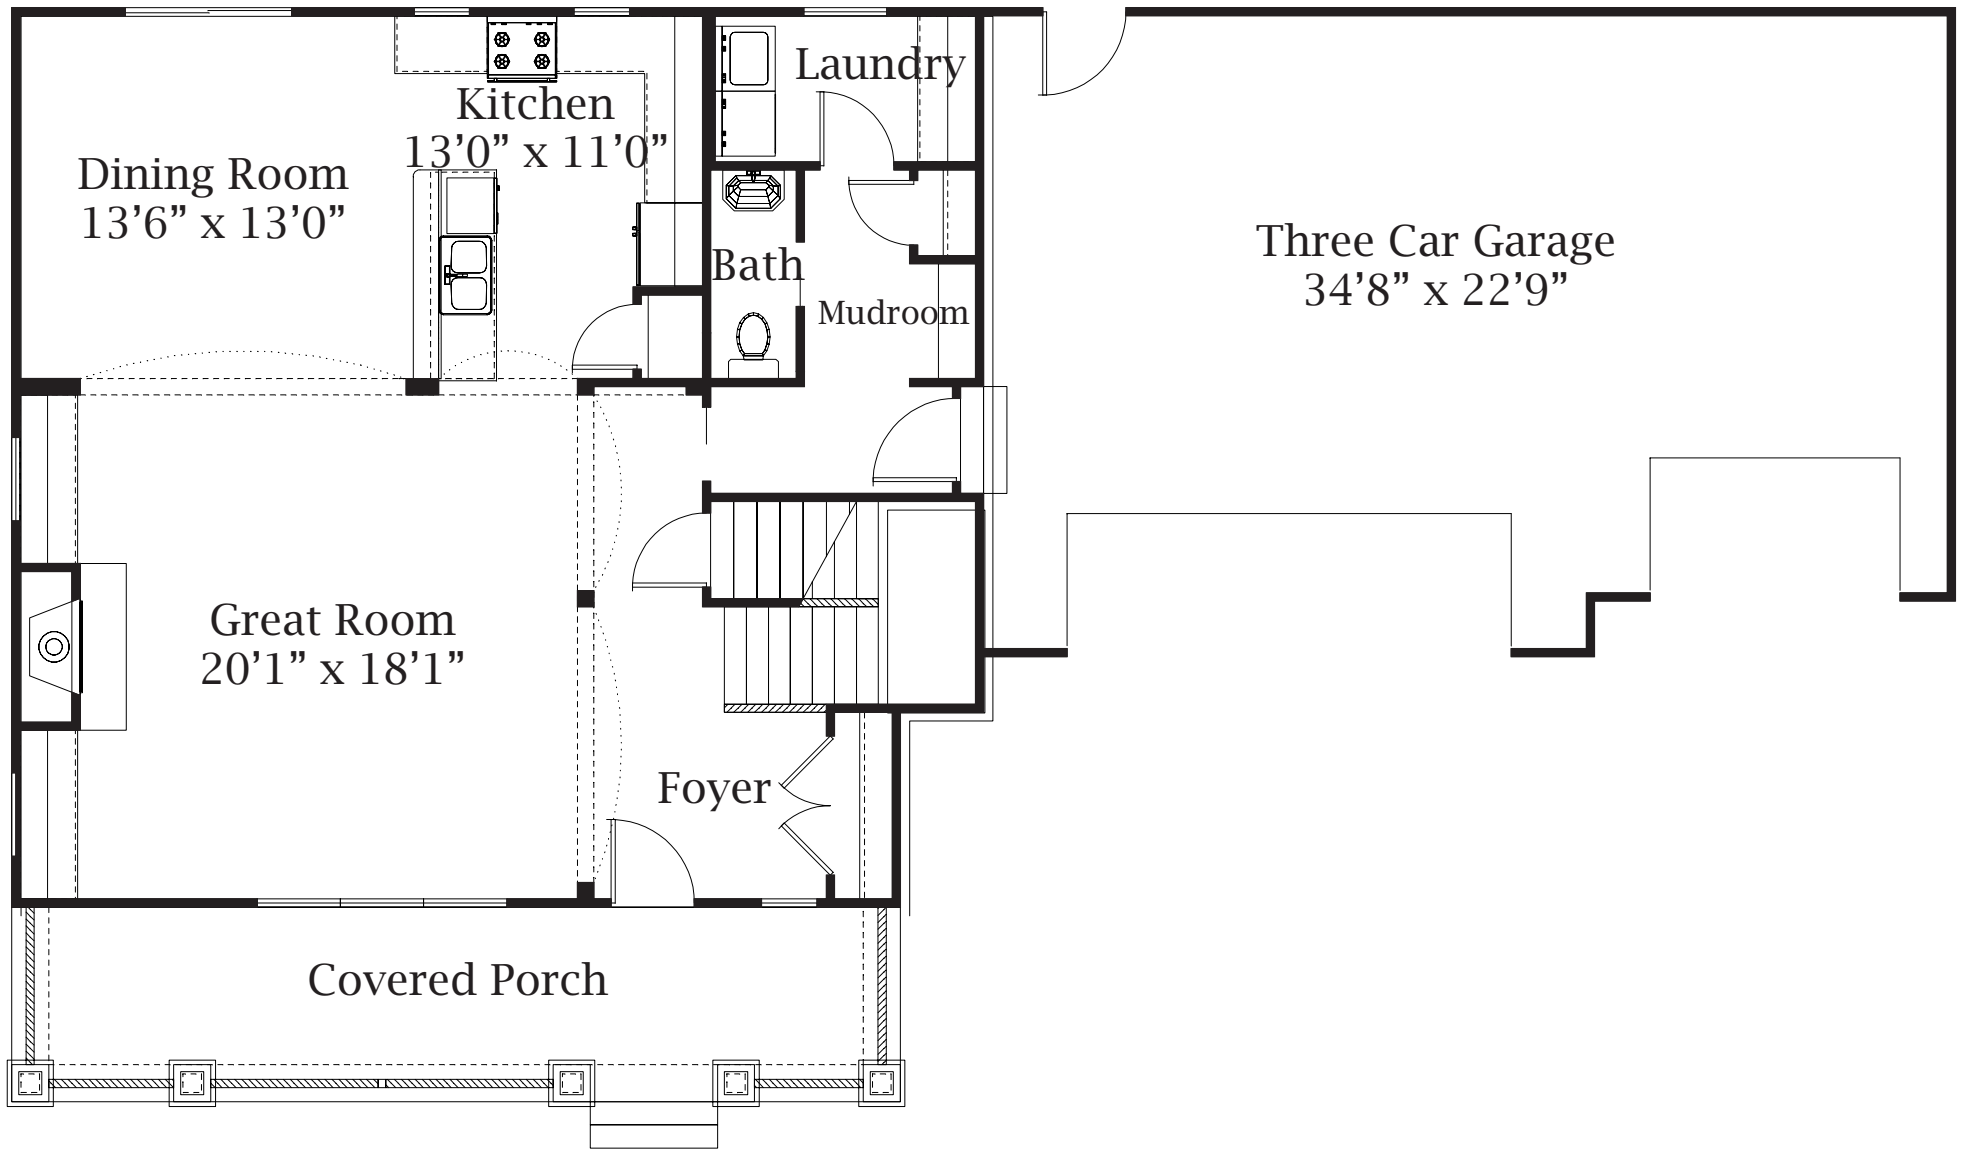 Laundry
Kitchen
13’0” x 11’0”
Dining Room
13’6” x 13’0”
Three Car Garage
34’8” x 22’9”
Bath
Mudroom
Great Room
20’1” x 18’1”
Foyer
Covered Porch